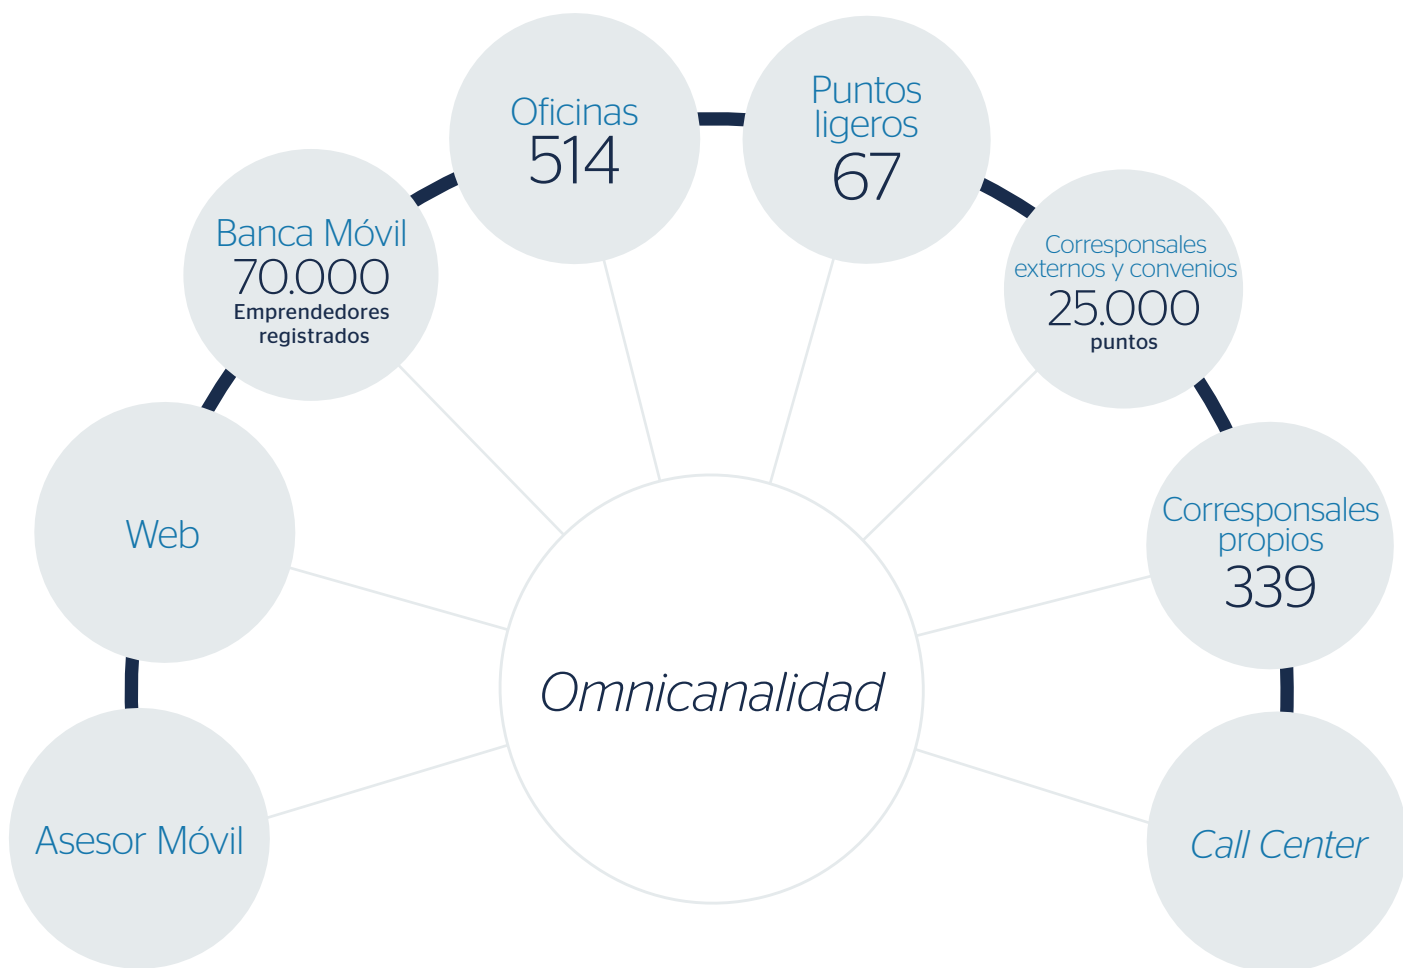 Oficinas
514
Puntos
ligeros
67
Banca Móvil
70.000
Emprendedores
registrados
Corresponsales
externos y convenios
25.000
puntos
Web
Corresponsales
propios
339
Omnicanalidad
Asesor Móvil
Call Center